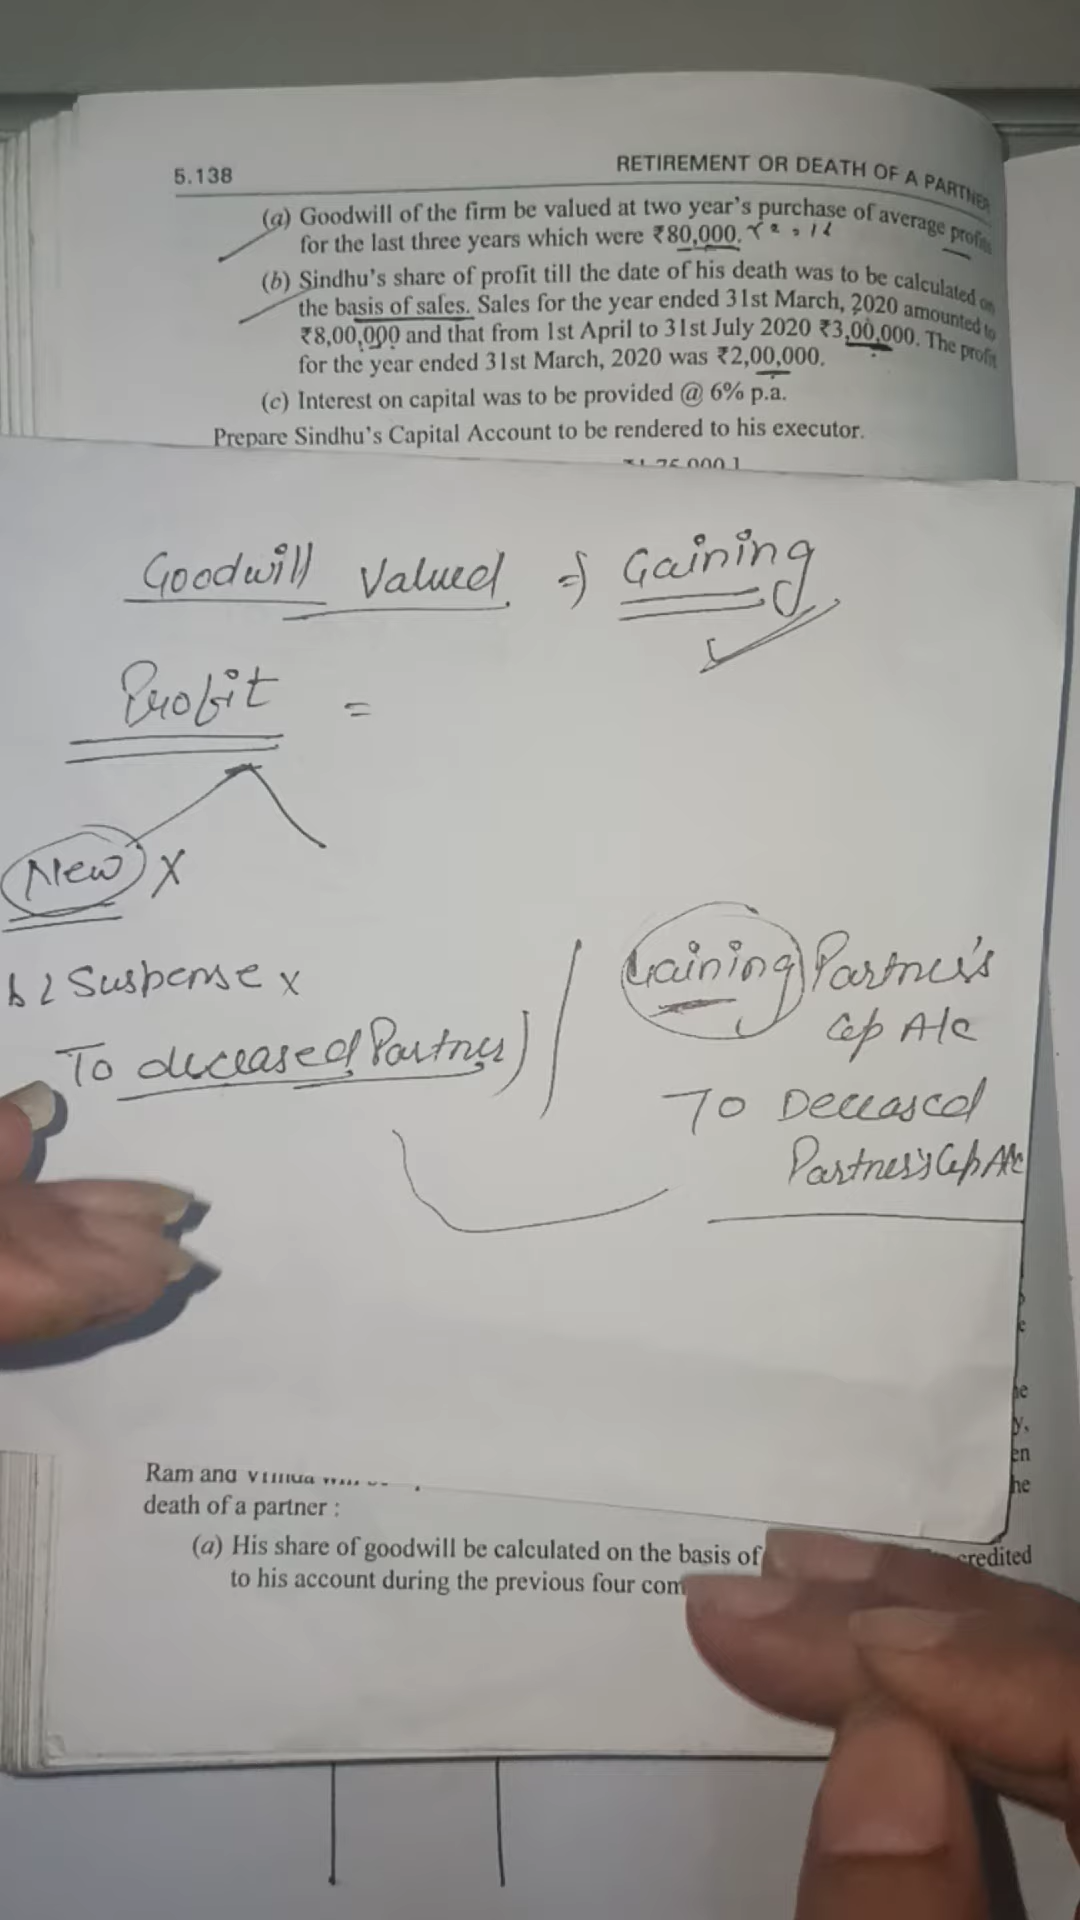 5.138
RETIREMENT OR DEATH OF A PARTNER
(a) Goodwill of the firm be valued at two year's purchase of average profits
for the last three years which were ₹80,000.
(b) Sindhu's share of profit till the date of his death was to be calculated on
the basis of sales. Sales for the year ended 31st March, 2020 amounted to
₹8,00,000 and that from 1st April to 31st July 2020 ₹3,00,000. The profit
for the year ended 31st March, 2020 was ₹2,00,000.
(c) Interest on capital was to be provided @ 6% p.a.
Prepare Sindhu's Capital Account to be rendered to his executor.
Goodwill Valued ⇒ Gaining
Profit =
New X
Suspense x
To deceased Partner)
Gaining Partner's
Cap A/c
To Deceased
Partner's Cap A/c
Ram and
death of a partner :
(a) His share of goodwill be calculated on the basis of credited
to his account during the previous four com